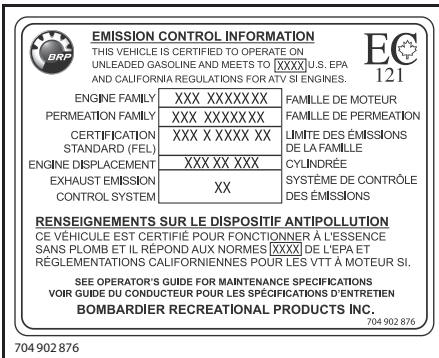 EMISSION CONTROL INFORMATION
THIS VEHICLE IS CERTIFIED TO OPERATE ON
UNLEADED GASOLINE AND MEETS TO XXXX U.S. EPA
AND CALIFORNIA REGULATIONS FOR ATV SI ENGINES.
BRP
EC
121
ENGINE FAMILY XXX XXXXXXX FAMILLE DE MOTEUR
PERMEATION FAMILY XXX XXXXXXX FAMILLE DE PERMEATION
CERTIFICATION STANDARD (FEL) XXX X XXXX XX LIMITE DES ÉMISSIONS DE LA FAMILLE
ENGINE DISPLACEMENT XXX XX XXX CYLINDRÉE
EXHAUST EMISSION CONTROL SYSTEM XX SYSTÈME DE CONTRÔLE DES ÉMISSIONS
RENSEIGNEMENTS SUR LE DISPOSITIF ANTIPOLLUTION
CE VÉHICULE EST CERTIFIÉ POUR FONCTIONNER À L'ESSENCE
SANS PLOMB ET IL RÉPOND AUX NORMES XXXX DE L'EPA ET
RÉGLEMENTATIONS CALIFORNIENNES POUR LES VTT À MOTEUR SI.
SEE OPERATOR'S GUIDE FOR MAINTENANCE SPECIFICATIONS
VOIR GUIDE DU CONDUCTEUR POUR LES SPÉCIFICATIONS D'ENTRETIEN
BOMBARDIER RECREATIONAL PRODUCTS INC.
704 902 876
704 902 876